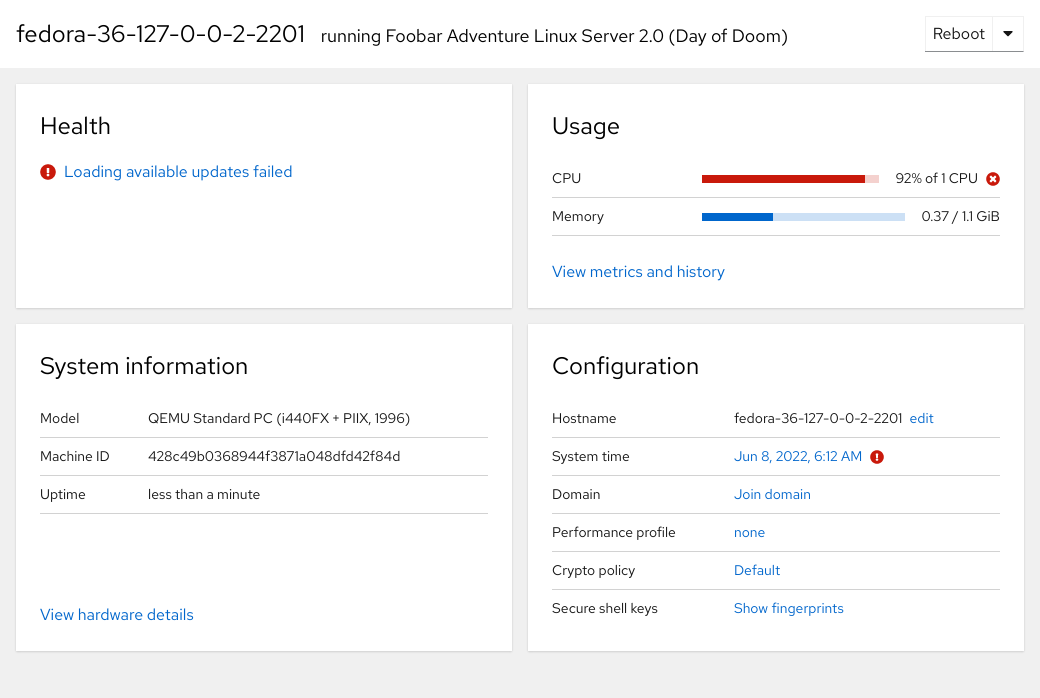 fedora-36-127-0-0-2-2201 running Foobar Adventure Linux Server 2.0 (Day of Doom) Reboot
Health
Loading available updates failed
Usage
CPU 92% of 1 CPU
Memory 0.37 / 1.1 GiB
View metrics and history
System information
Model QEMU Standard PC (i440FX + PIIX, 1996)
Machine ID 428c49b0368944f3871a048dfd42f84d
Uptime less than a minute
View hardware details
Configuration
Hostname fedora-36-127-0-0-2-2201 edit
System time Jun 8, 2022, 6:12 AM
Domain Join domain
Performance profile none
Crypto policy Default
Secure shell keys Show fingerprints